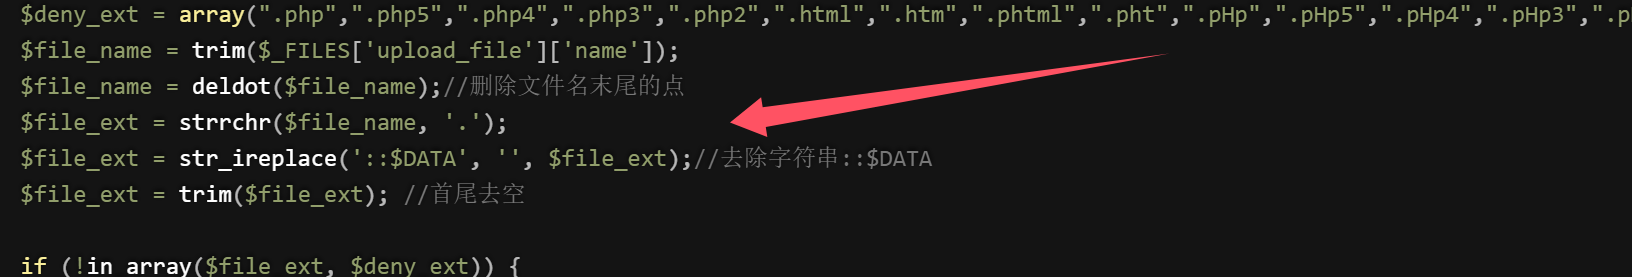 $deny_ext = array(".php",".php5",".php4",".php3",".php2",".html",".htm",".phtml",".pht",".pHp",".pHp5",".pHp4",".pHp3",".p
$file_name = trim($_FILES['upload_file']['name']);
$file_name = deldot($file_name);//删除文件名末尾的点
$file_ext = strrchr($file_name, '.');
$file_ext = str_ireplace('::$DATA', '', $file_ext);//去除字符串::$DATA
$file_ext = trim($file_ext); //首尾去空
if (!in_array($file_ext, $deny_ext)) {